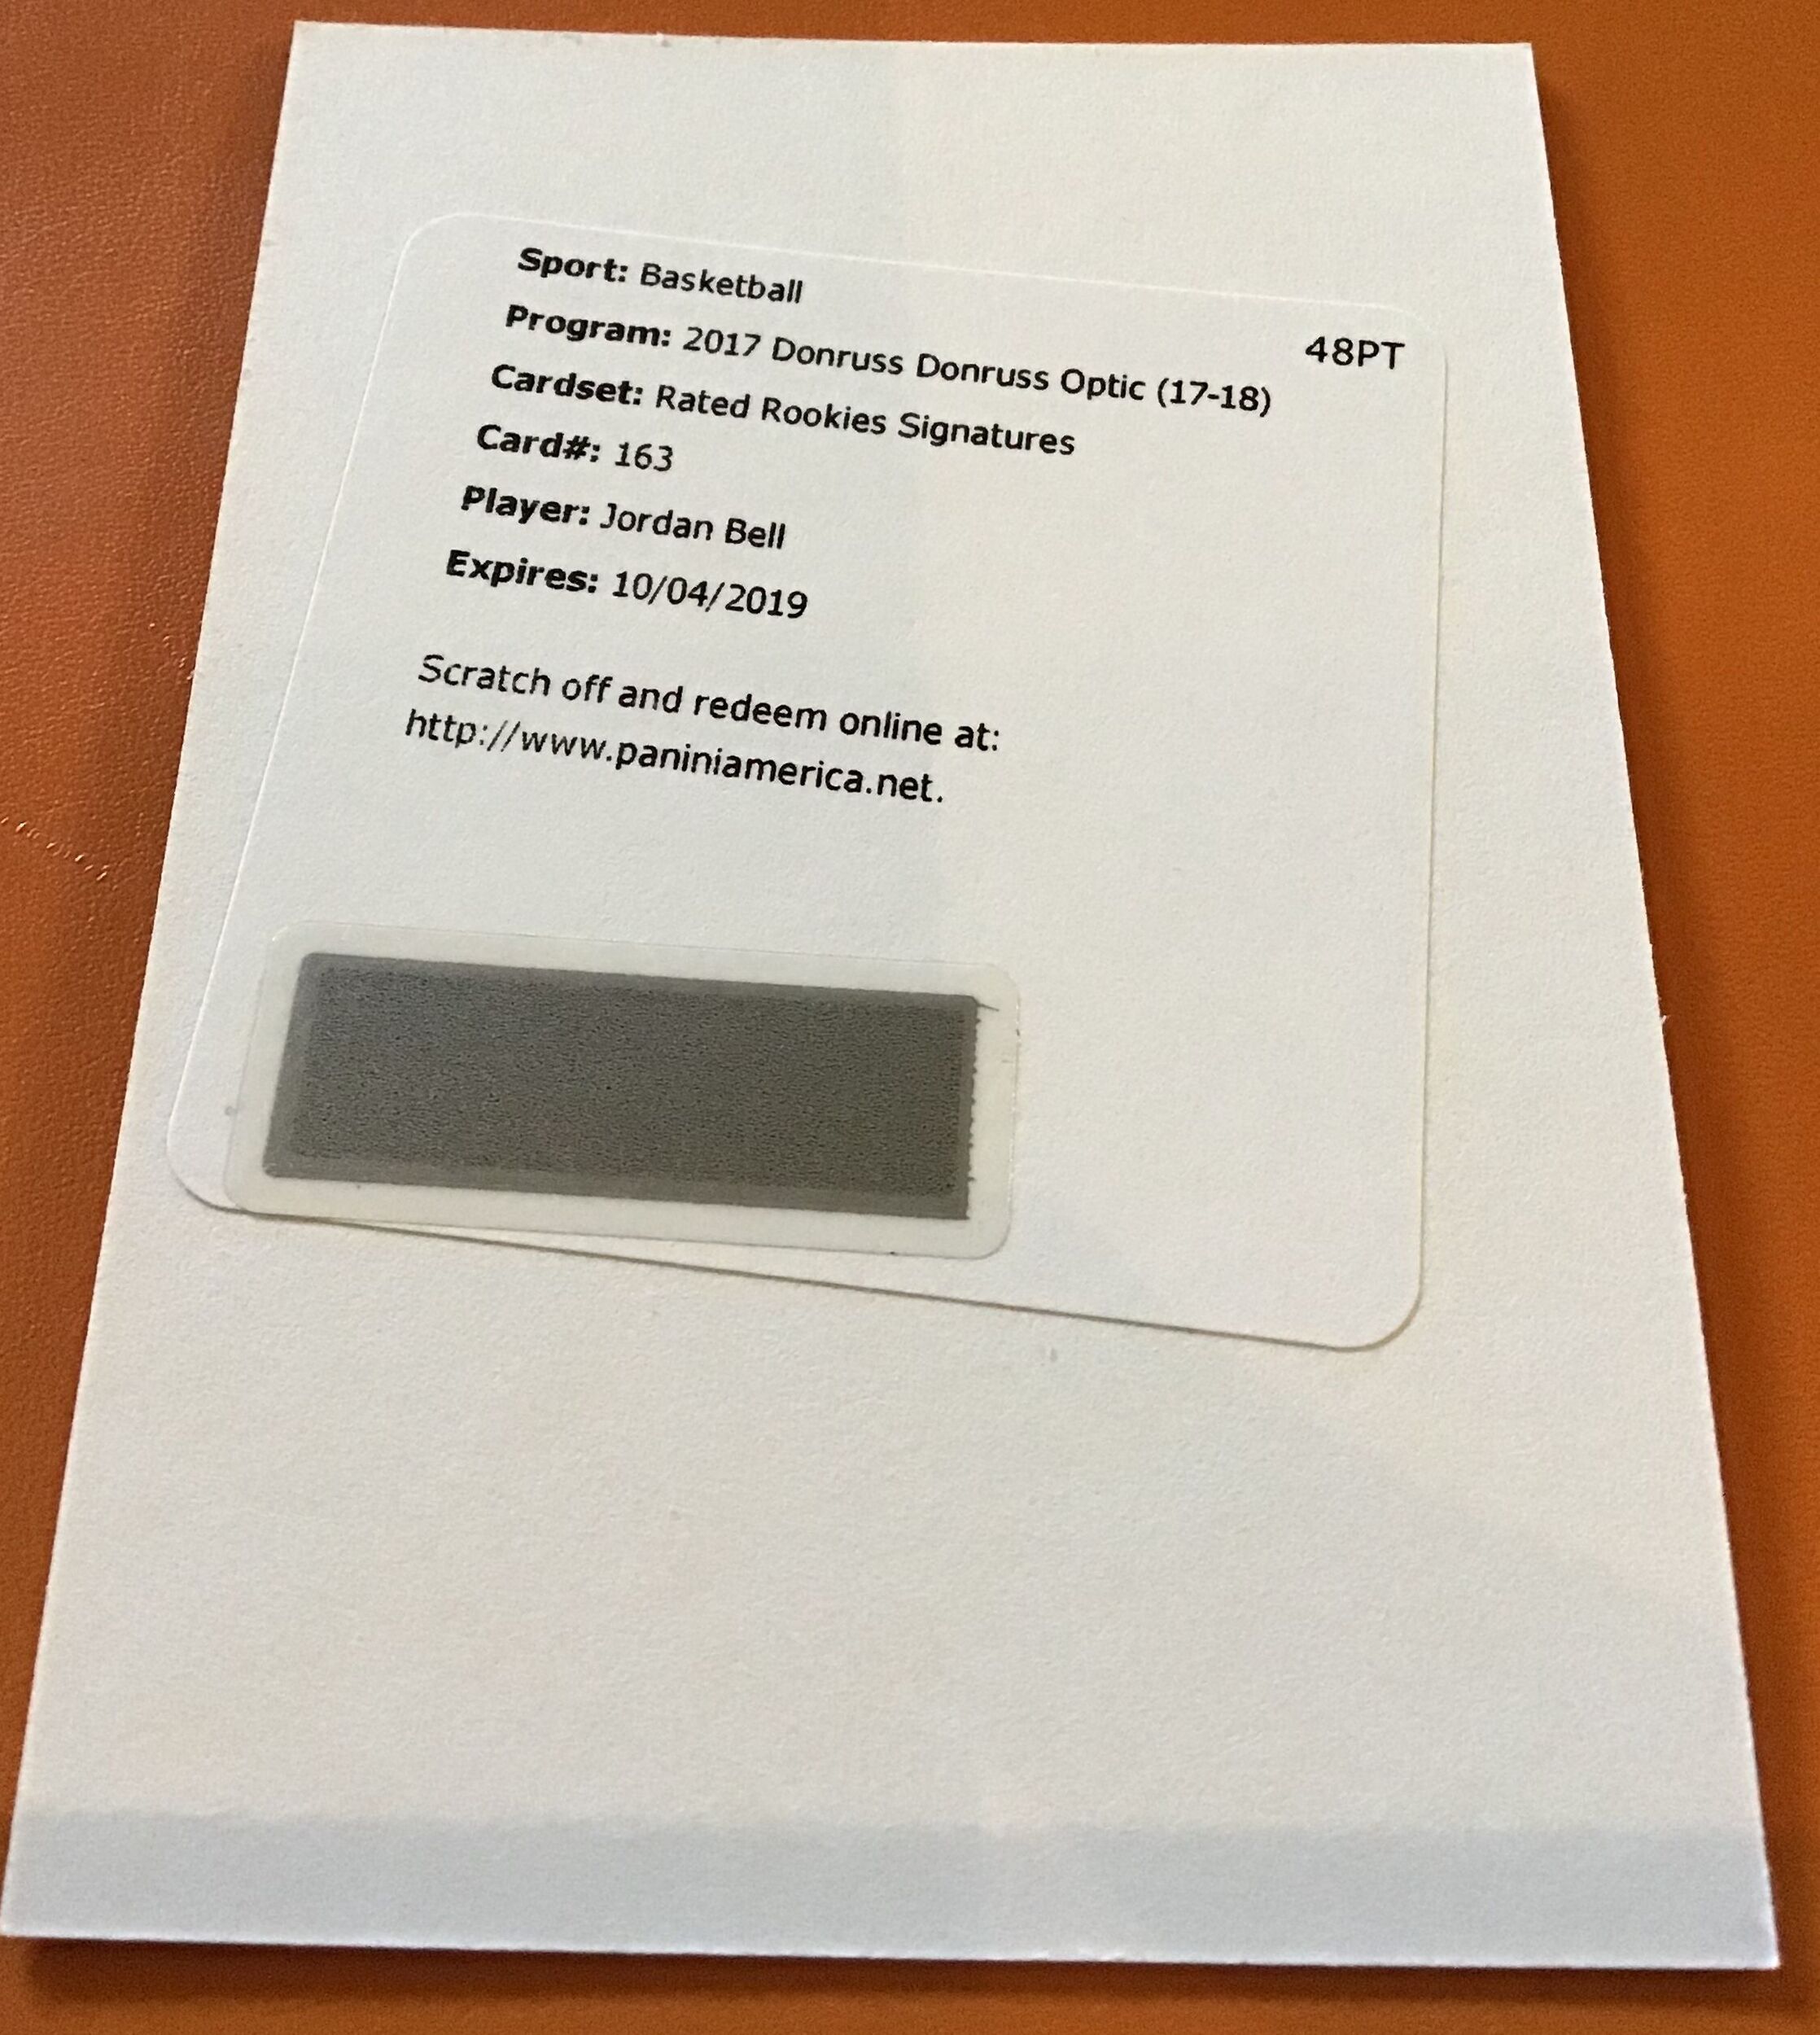 Sport: Basketball
48PT
Program: 2017 Donruss Donruss Optic (17-18)
Cardset: Rated Rookies Signatures
Card#: 163
Player: Jordan Bell
Expires: 10/04/2019
Scratch off and redeem online at:
http://www.paniniamerica.net.